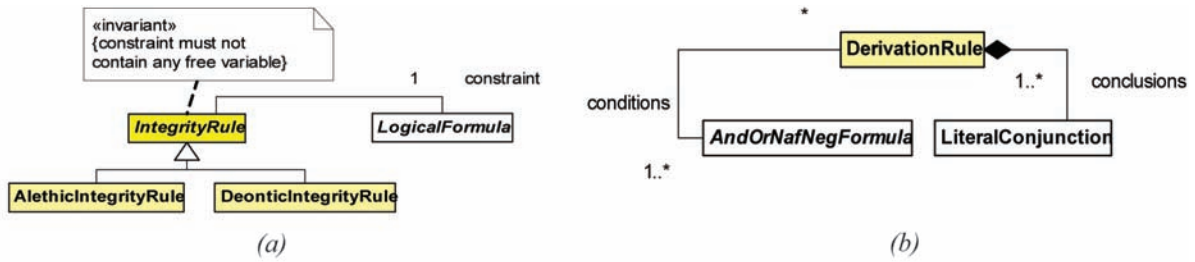 «invariant»
{constraint must not
contain any free variable}
1 constraint
IntegrityRule
LogicalFormula
AlethicIntegrityRule
DeonticIntegrityRule
(a)
*
DerivationRule
1..*
conditions
conclusions
AndOrNafNegFormula
LiteralConjunction
1..*
(b)